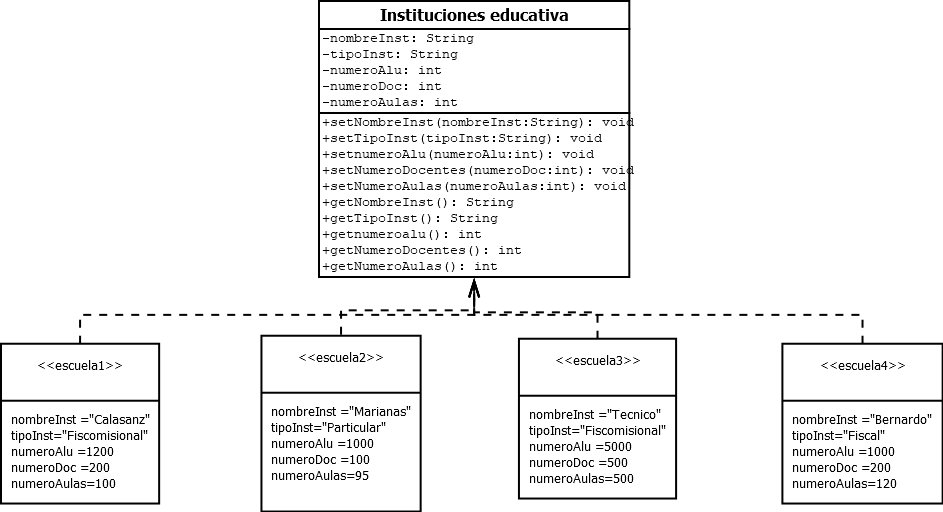 Instituciones educativa
-nombreInst: String
-tipoInst: String
-numeroAlu: int
-numeroDoc: int
-numeroAulas: int
+setNombreInst(nombreInst:String): void
+setTipoInst(tipoInst:String): void
+setnumeroAlu(numeroAlu:int): void
+setNumeroDocentes(numeroDoc:int): void
+setNumeroAulas(numeroAulas:int): void
+getNombreInst(): String
+getTipoInst(): String
+getnumeroalu(): int
+getNumeroDocentes(): int
+getNumeroAulas(): int
<<escuela1>>
nombreInst ="Calasanz"
tipoInst="Fiscomisional"
numeroAlu =1200
numeroDoc =200
numeroAulas=100
<<escuela2>>
nombreInst ="Marianas"
tipoInst="Particular"
numeroAlu =1000
numeroDoc =100
numeroAulas=95
<<escuela3>>
nombreInst ="Tecnico"
tipoInst="Fiscomisional"
numeroAlu =5000
numeroDoc =500
numeroAulas=500
<<escuela4>>
nombreInst ="Bernardo"
tipoInst="Fiscal"
numeroAlu =1000
numeroDoc =200
numeroAulas=120